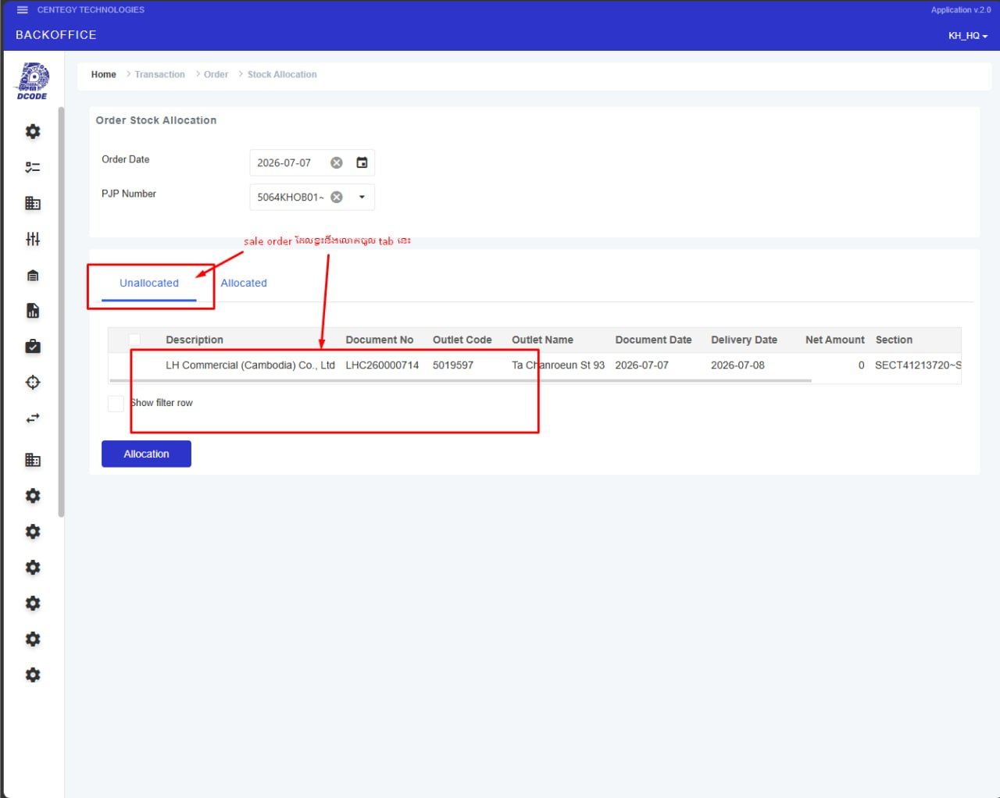 CENTEGY TECHNOLOGIES
Application v.2.0
BACKOFFICE
KH_HQ
DCODE
Home > Transaction > Order > Stock Allocation
Order Stock Allocation
Order Date
2026-07-07
PJP Number
5064KHOB01~
sale order ដែលខ្វះនឹងលោតចូល tab នេះ
Unallocated
Allocated
Description Document No Outlet Code Outlet Name Document Date Delivery Date Net Amount Section
LH Commercial (Cambodia) Co., Ltd LHC260000714 5019597 Ta Chanroeun St 93 2026-07-07 2026-07-08 0 SECT41213720~S
Show filter row
Allocation